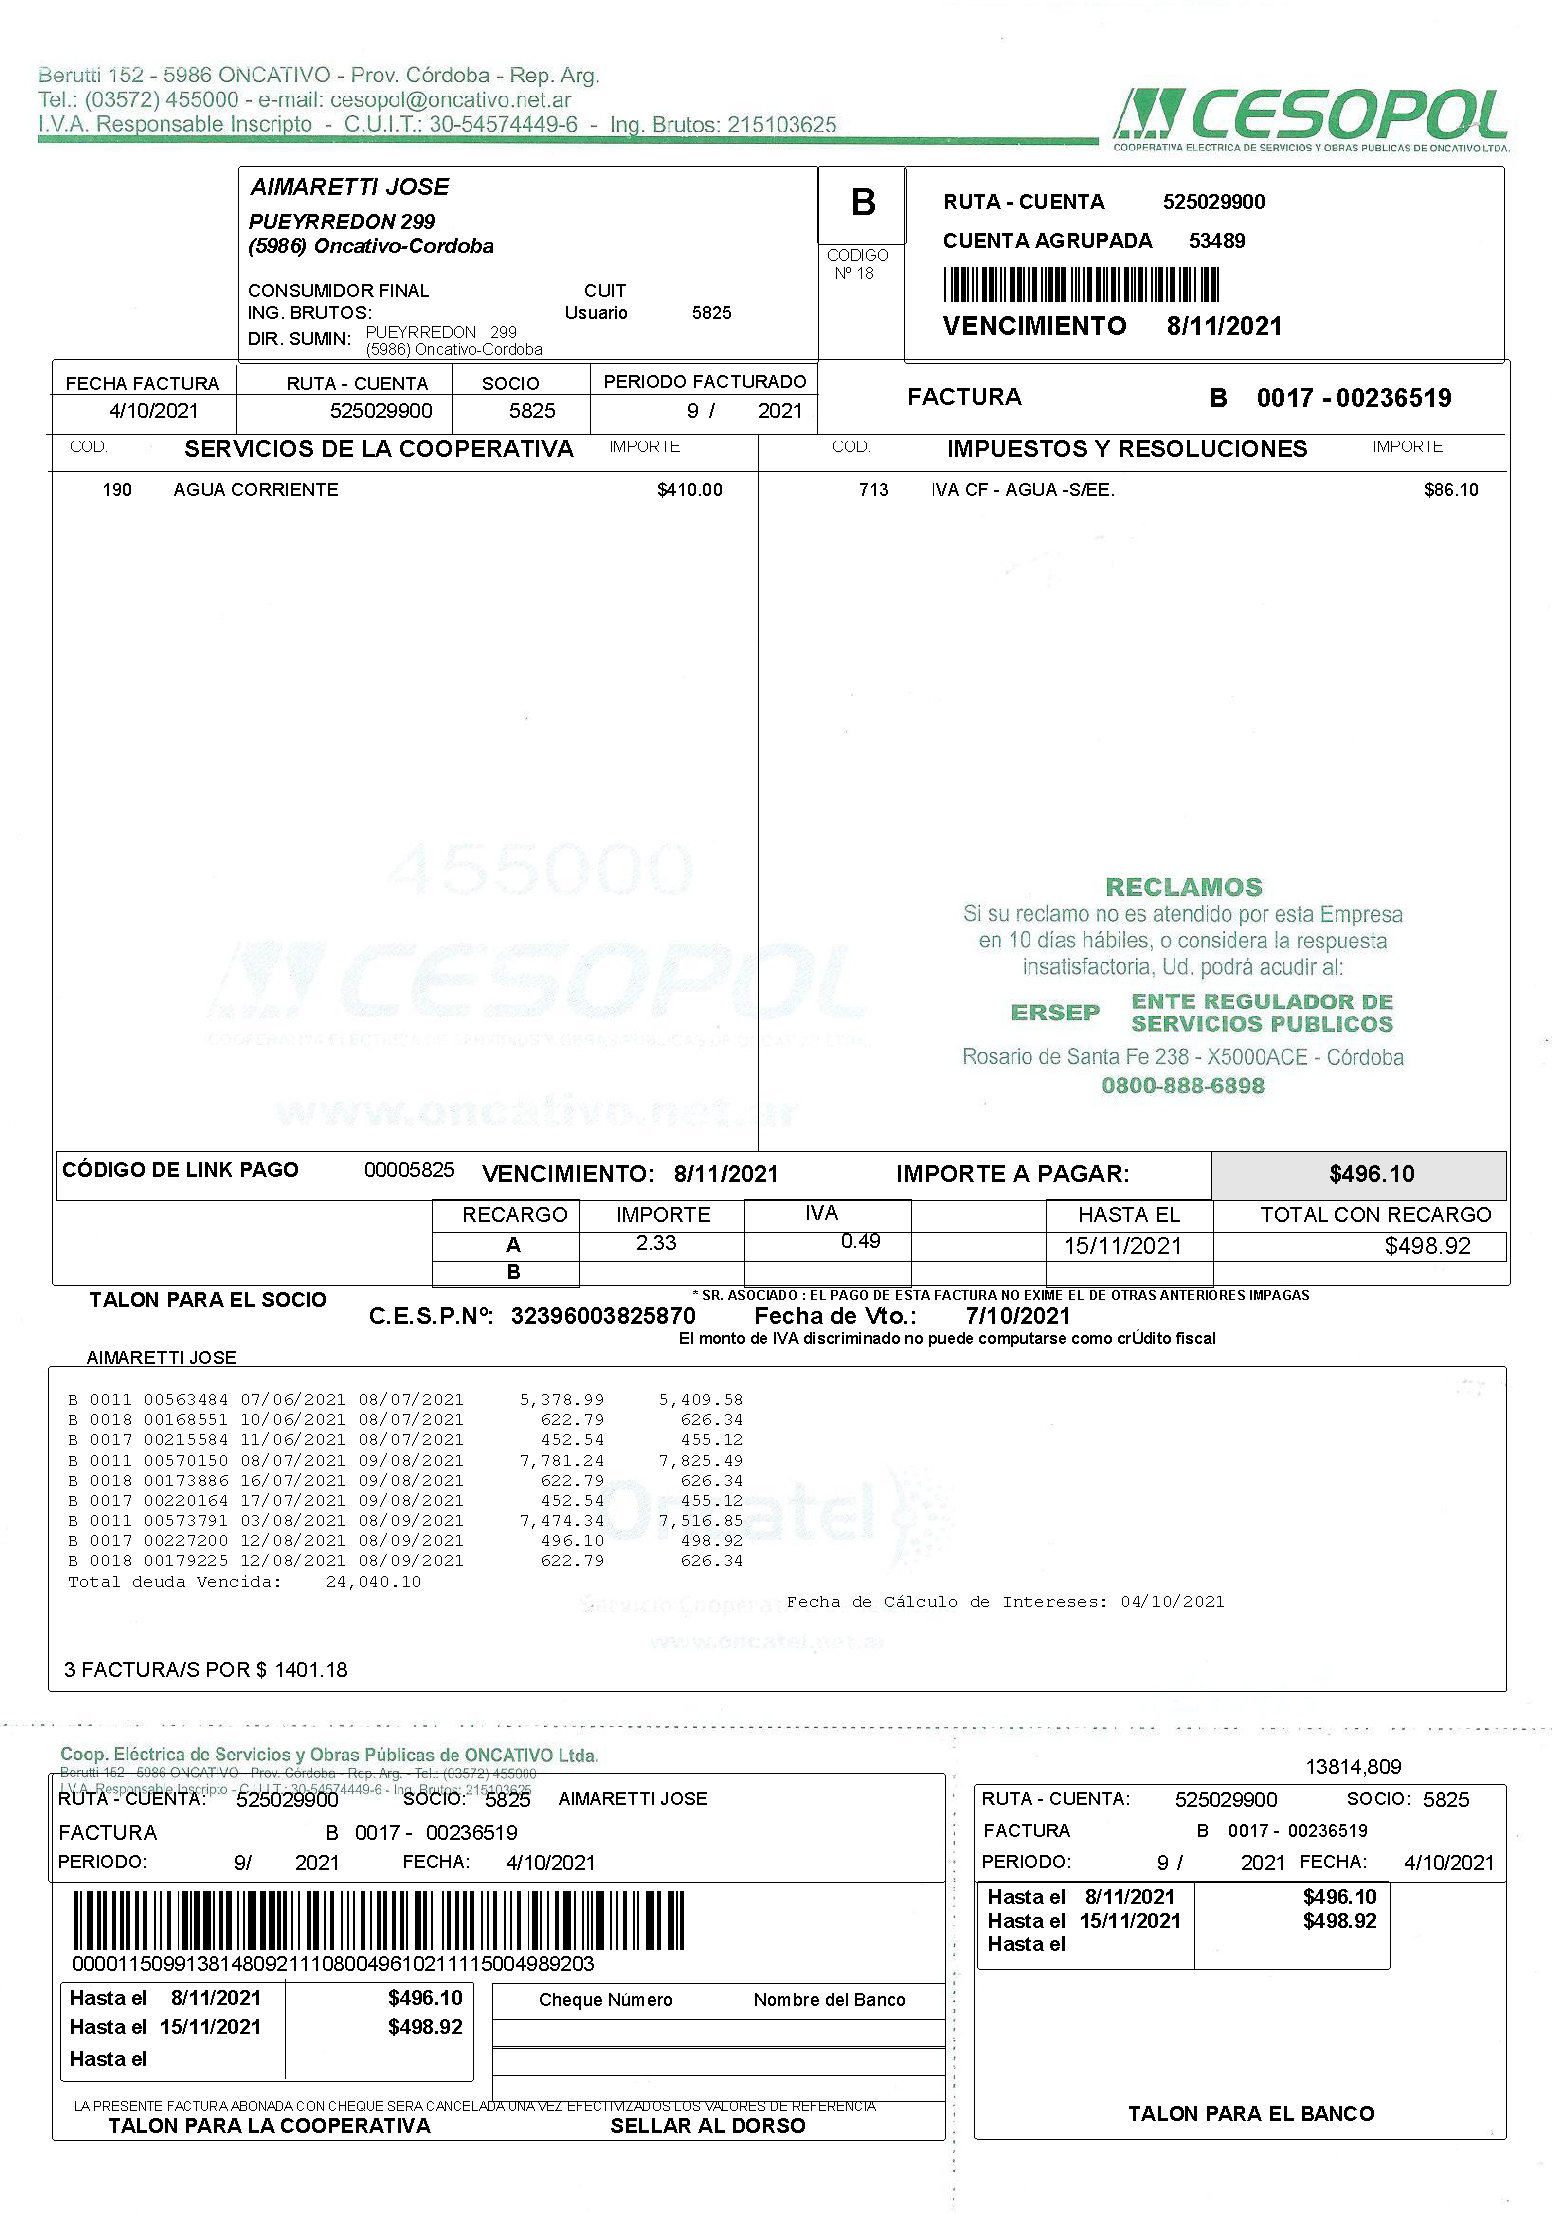 Berutti 152 - 5986 ONCATIVO - Prov. Córdoba - Rep. Arg.
Tel.: (03572) 455000 - e-mail: cesopol@oncativo.net.ar
I.V.A. Responsable Inscripto - C.U.I.T.: 30-54574449-6 - Ing. Brutos: 215103625
CESOPOL
COOPERATIVA ELECTRICA DE SERVICIOS Y OBRAS PUBLICAS DE ONCATIVO LTDA.
AIMARETTI JOSE
PUEYRREDON 299
(5986) Oncativo-Cordoba
CONSUMIDOR FINAL CUIT
ING. BRUTOS: Usuario 5825
DIR. SUMIN: PUEYRREDON 299
(5986) Oncativo-Cordoba
B
CODIGO
Nº 18
RUTA - CUENTA 525029900
CUENTA AGRUPADA 53489
VENCIMIENTO 8/11/2021
FECHA FACTURA RUTA - CUENTA SOCIO PERIODO FACTURADO
4/10/2021 525029900 5825 9 / 2021
FACTURA B 0017 - 00236519
COD. SERVICIOS DE LA COOPERATIVA IMPORTE COD. IMPUESTOS Y RESOLUCIONES IMPORTE
190 AGUA CORRIENTE $410.00 713 IVA CF - AGUA -S/EE. $86.10
455000
CESOPOL
COOPERATIVA ELECTRICA DE SERVICIOS Y OBRAS PUBLICAS DE ONCATIVO LTDA.
www.oncativo.net.ar
RECLAMOS
Si su reclamo no es atendido por esta Empresa
en 10 días hábiles, o considera la respuesta
insatisfactoria, Ud. podrá acudir al:
ERSEP ENTE REGULADOR DE
SERVICIOS PUBLICOS
Rosario de Santa Fe 238 - X5000ACE - Córdoba
0800-888-6898
CÓDIGO DE LINK PAGO 00005825 VENCIMIENTO: 8/11/2021 IMPORTE A PAGAR: $496.10
RECARGO IMPORTE IVA HASTA EL TOTAL CON RECARGO
A 2.33 0.49 15/11/2021 $498.92
B
TALON PARA EL SOCIO
* SR. ASOCIADO : EL PAGO DE ESTA FACTURA NO EXIME EL DE OTRAS ANTERIORES IMPAGAS
C.E.S.P.Nº: 32396003825870 Fecha de Vto.: 7/10/2021
El monto de IVA discriminado no puede computarse como crÚdito fiscal
AIMARETTI JOSE
B 0011 00563484 07/06/2021 08/07/2021 5,378.99 5,409.58
B 0018 00168551 10/06/2021 08/07/2021 622.79 626.34
B 0017 00215584 11/06/2021 08/07/2021 452.54 455.12
B 0011 00570150 08/07/2021 09/08/2021 7,781.24 7,825.49
B 0018 00173886 16/07/2021 09/08/2021 622.79 626.34
B 0017 00220164 17/07/2021 09/08/2021 452.54 455.12
B 0011 00573791 03/08/2021 08/09/2021 7,474.34 7,516.85
B 0017 00227200 12/08/2021 08/09/2021 496.10 498.92
B 0018 00179225 12/08/2021 08/09/2021 622.79 626.34
Oncatel
Total deuda Vencida: 24,040.10
Fecha de Cálculo de Intereses: 04/10/2021
www.oncatel.net.ar
3 FACTURA/S POR $ 1401.18
Coop. Eléctrica de Servicios y Obras Públicas de ONCATIVO Ltda.
Berutti 152 - 5986 ONCATIVO - Prov. Córdoba - Rep. Arg. - Tel.: (03572) 455000
I.V.A. Responsable Inscripto - C.U.I.T.: 30-54574449-6 - Ing. Brutos: 215103625
RUTA - CUENTA: 525029900 SOCIO: 5825 AIMARETTI JOSE
FACTURA B 0017 - 00236519
PERIODO: 9/ 2021 FECHA: 4/10/2021
00001150991381480921110800496102111150049​89203
Hasta el 8/11/2021 $496.10
Hasta el 15/11/2021 $498.92
Hasta el
Cheque Número Nombre del Banco
LA PRESENTE FACTURA ABONADA CON CHEQUE SERA CANCELADA UNA VEZ EFECTIVIZADOS LOS VALORES DE REFERENCIA
TALON PARA LA COOPERATIVA SELLAR AL DORSO
13814,809
RUTA - CUENTA: 525029900 SOCIO: 5825
FACTURA B 0017 - 00236519
PERIODO: 9 / 2021 FECHA: 4/10/2021
Hasta el 8/11/2021 $496.10
Hasta el 15/11/2021 $498.92
Hasta el
TALON PARA EL BANCO